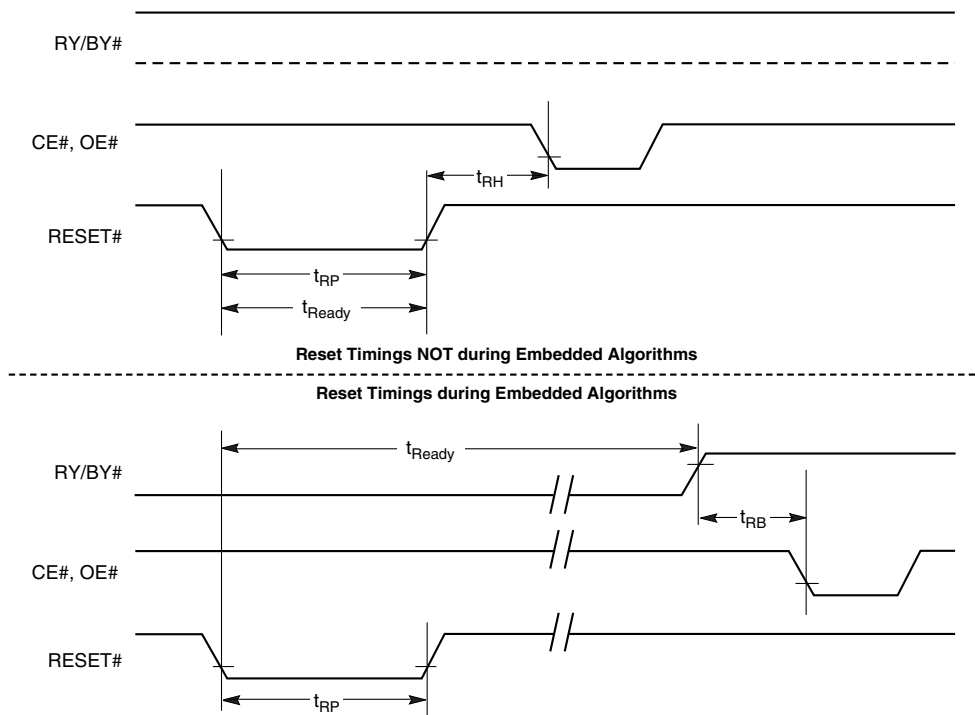 RY/BY#
CE#, OE#
tRH
RESET#
tRP
tReady
Reset Timings NOT during Embedded Algorithms
Reset Timings during Embedded Algorithms
tReady
RY/BY#
tRB
CE#, OE#
RESET#
tRP